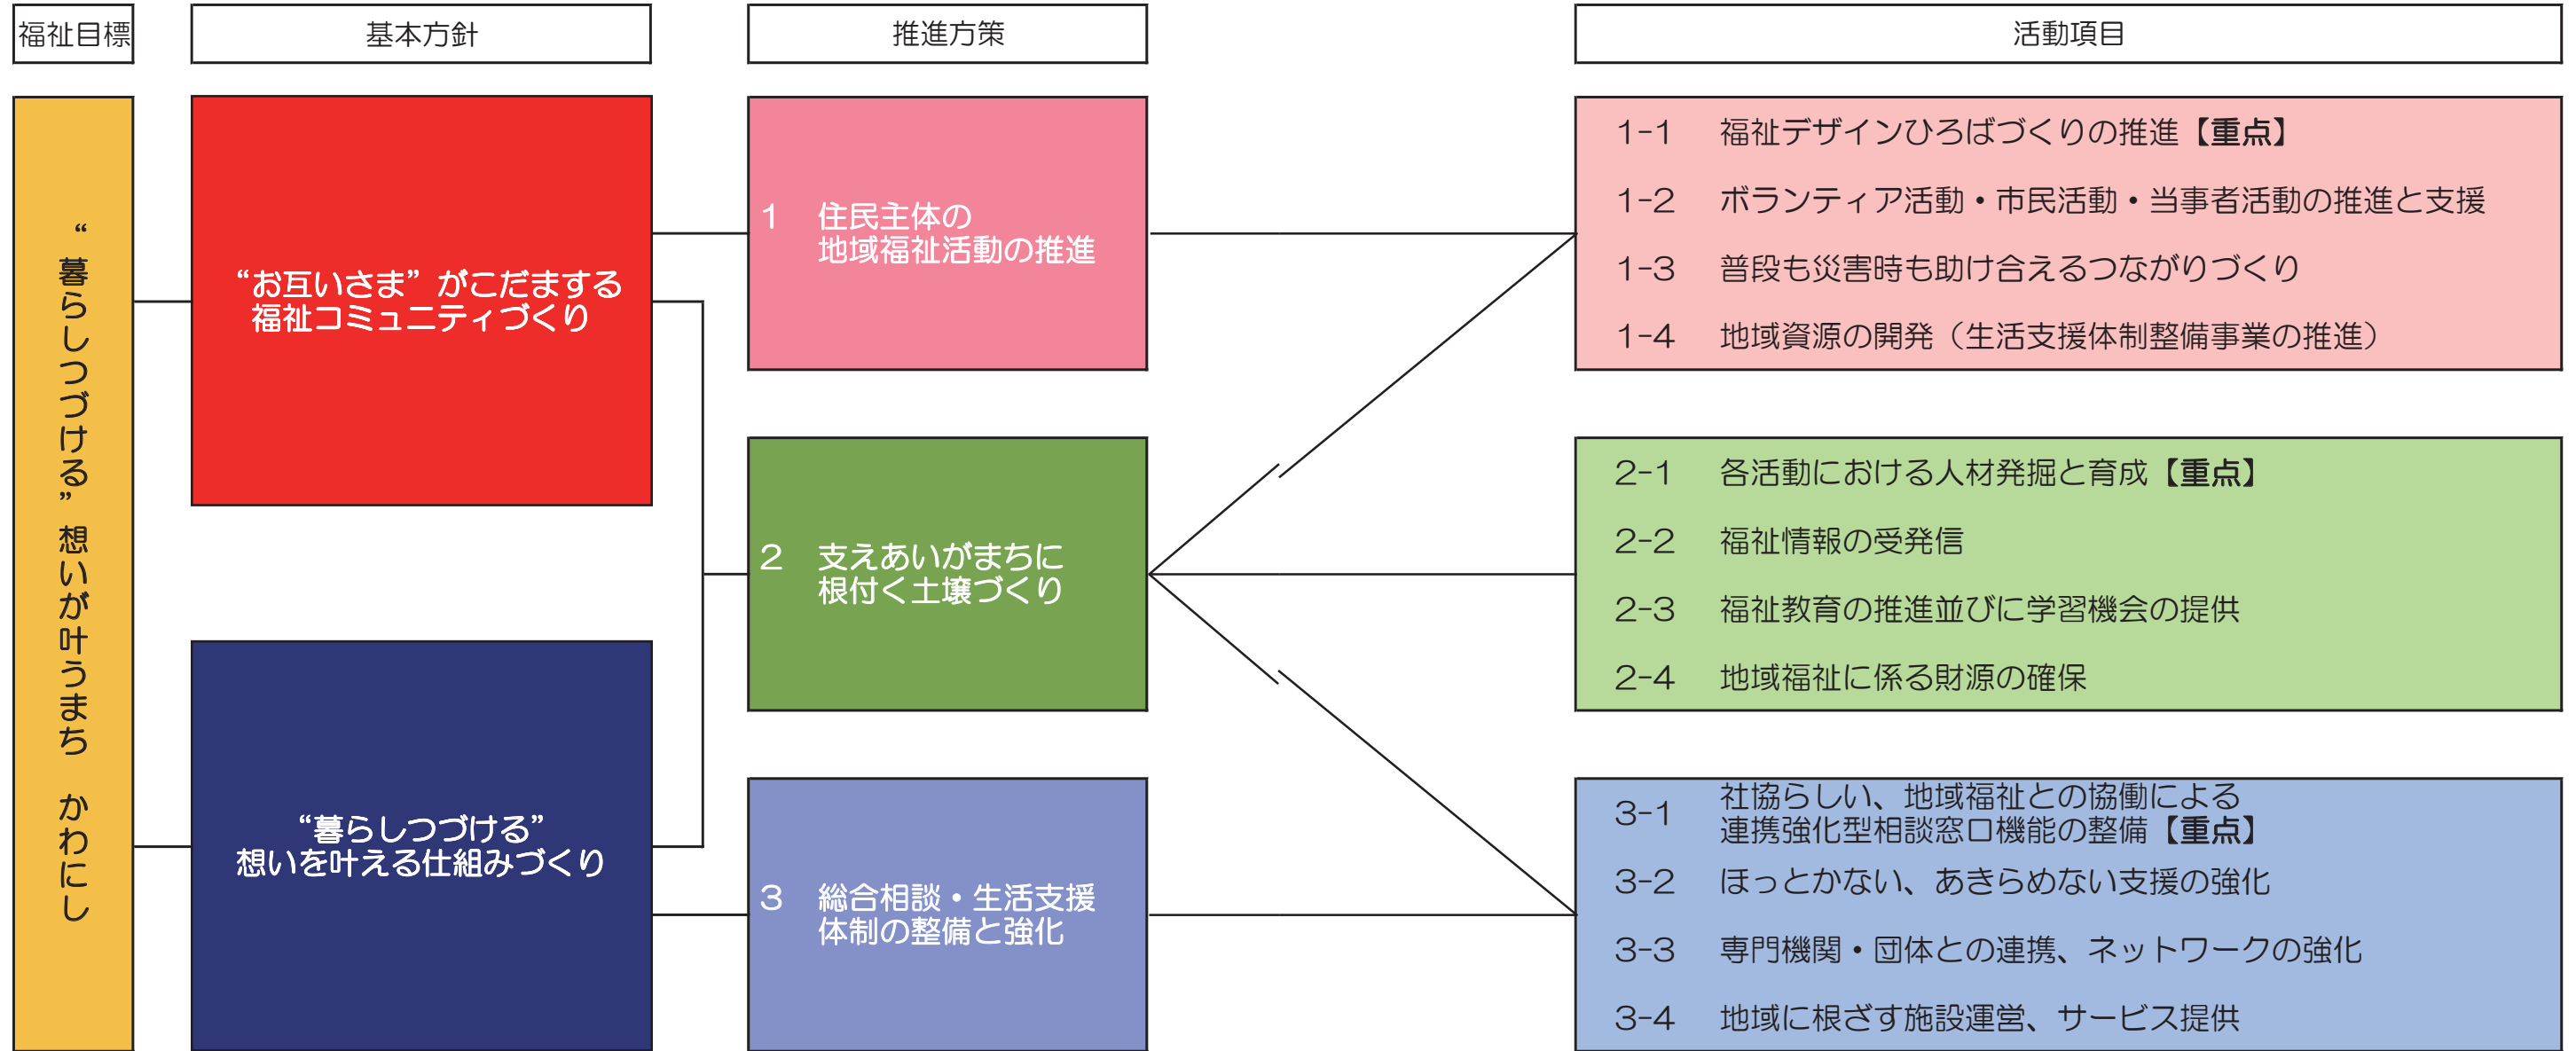 福祉目標
基本方針
推進方策
活動項目
“暮らしつづける”想いが叶うまち　かわにし
“お互いさま”がこだまする
福祉コミュニティづくり
“暮らしつづける”
想いを叶える仕組みづくり
1　住民主体の
地域福祉活動の推進
2　支えあいがまちに
根付く土壌づくり
3　総合相談・生活支援
体制の整備と強化
1-1　福祉デザインひろばづくりの推進【重点】
1-2　ボランティア活動・市民活動・当事者活動の推進と支援
1-3　普段も災害時も助け合えるつながりづくり
1-4　地域資源の開発（生活支援体制整備事業の推進）
2-1　各活動における人材発掘と育成【重点】
2-2　福祉情報の受発信
2-3　福祉教育の推進並びに学習機会の提供
2-4　地域福祉に係る財源の確保
3-1　社協らしい、地域福祉との協働による
連携強化型相談窓口機能の整備【重点】
3-2　ほっとかない、あきらめない支援の強化
3-3　専門機関・団体との連携、ネットワークの強化
3-4　地域に根ざす施設運営、サービス提供